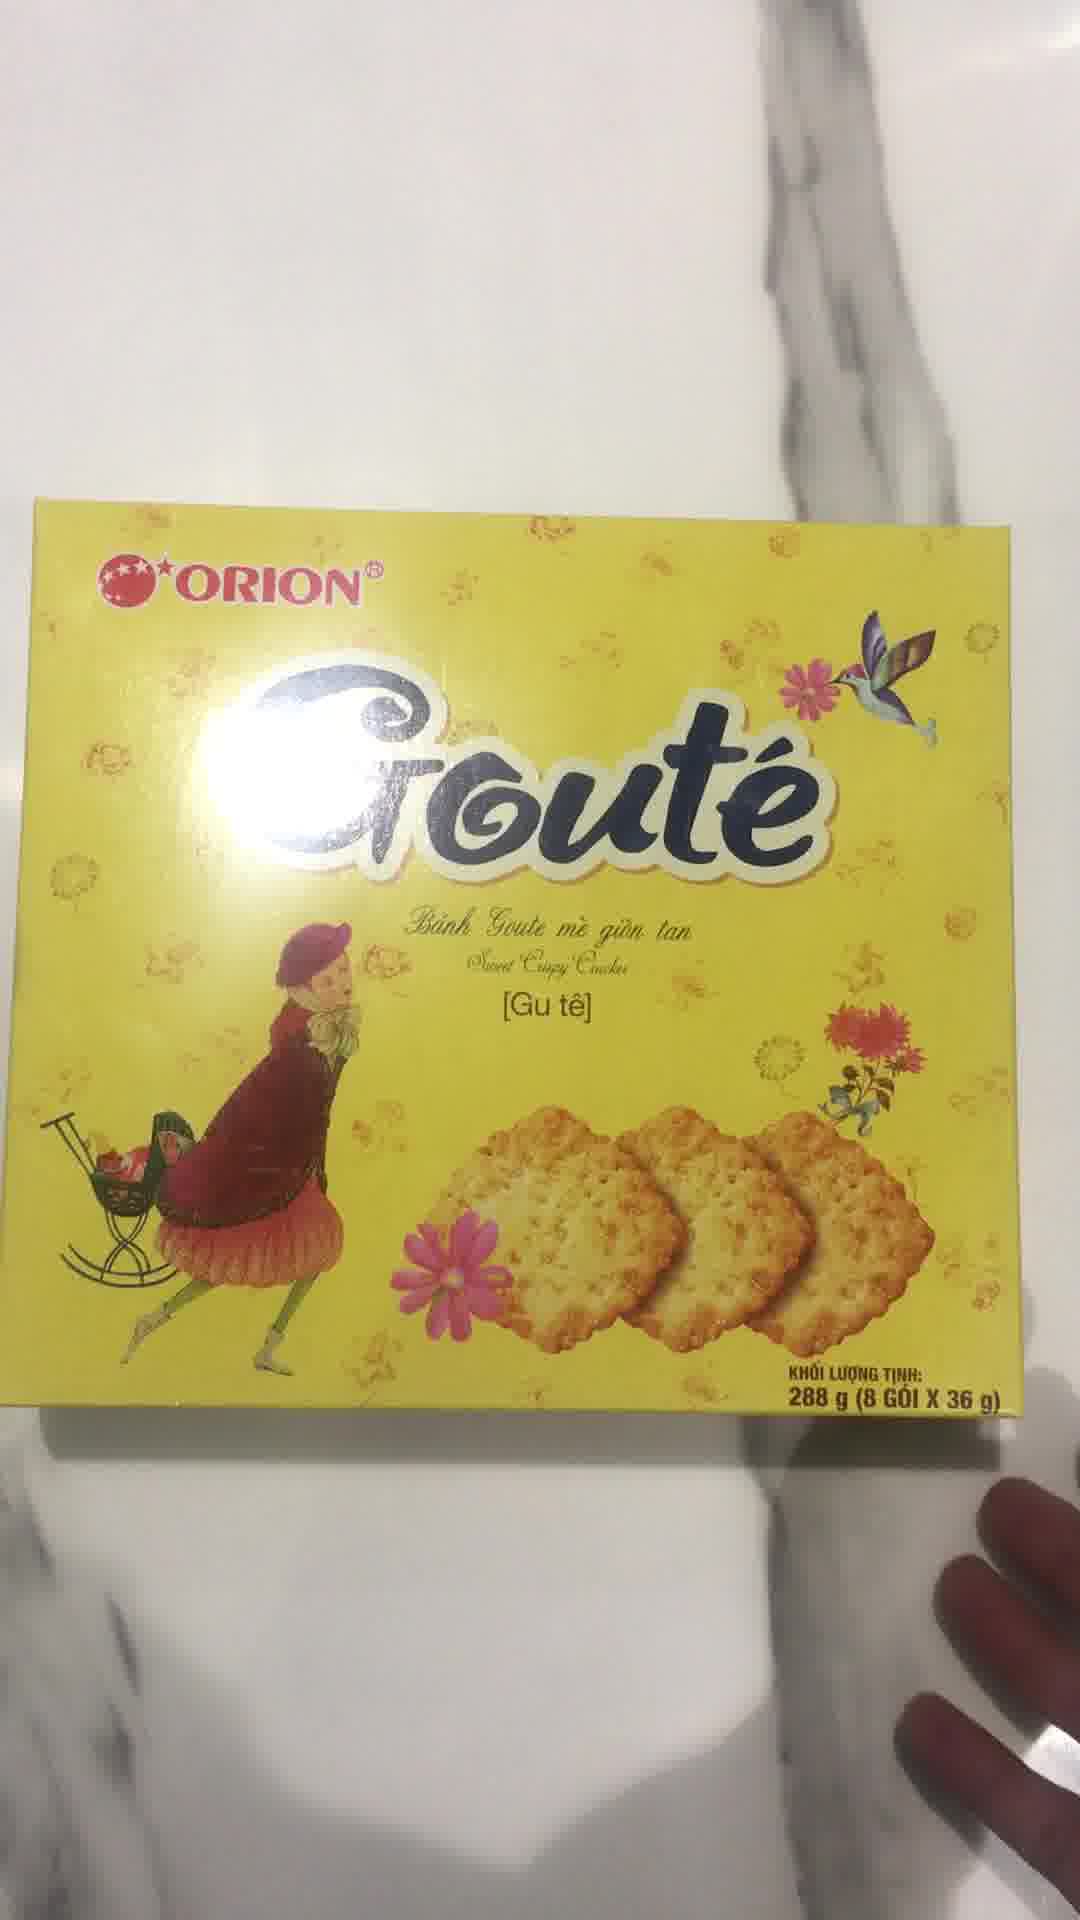 ORION®
Gouté
Bánh Goute mè giòn tan
Sweet Crispy Cracker
[Gu tê]
KHỐI LƯỢNG TỊNH:
288 g (8 GÓI X 36 g)